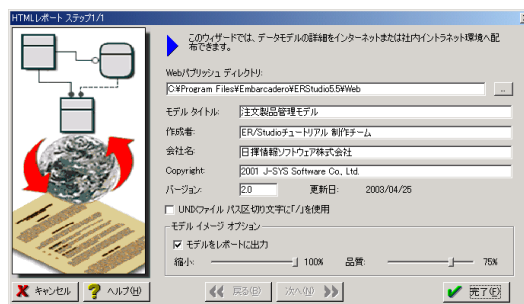 HTMLレポート ステップ1/1
このウィザードでは、データモデルの詳細をインターネットまたは社内イントラネット環境へ配
布できます。
Webパブリッシュ ディレクトリ:
C:¥Program Files¥Embarcadero¥ERStudio5.5¥Web
...
モデル タイトル: 注文製品管理モデル
作成者: ER/Studioチュートリアル 制作チーム
会社名: 日揮情報ソフトウェア株式会社
Copyright: 2001 J-SYS Software Co., Ltd.
バージョン: 2.0 更新日: 2003/04/25
UNIXファイル パス区切り文字に「/」を使用
モデル イメージ オプション
モデルをレポートに出力
縮小: 100% 品質: 75%
キャンセル ヘルプ(H) 戻る(B) 次へ(N) 完了(F)